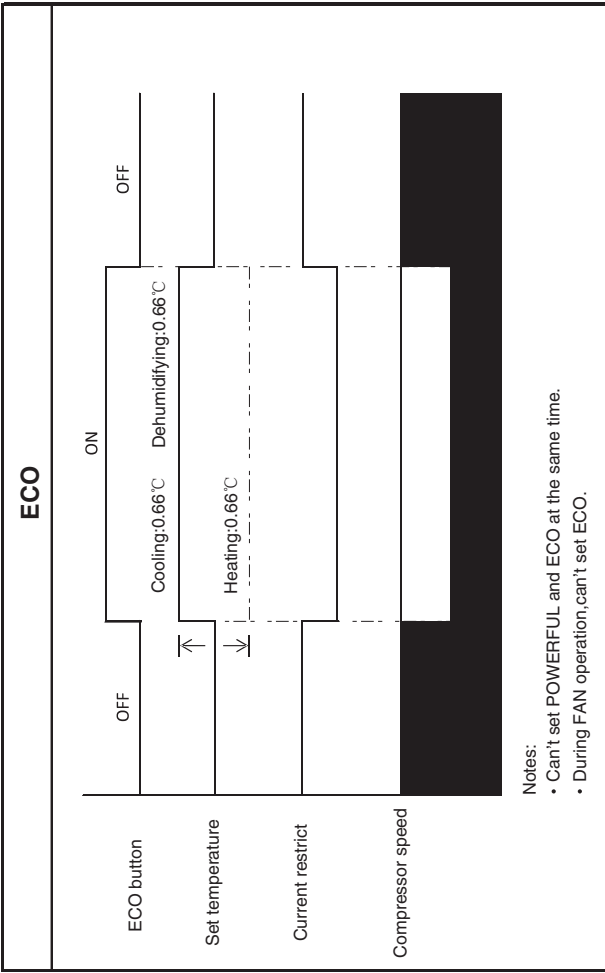 ECO
ON
OFF
OFF
ECO button
Cooling:0.66℃ Dehumidifying:0.66℃
Set temperature
Heating:0.66℃
Current restrict
Compressor speed
Notes:
• Can't set POWERFUL and ECO at the same time.
• During FAN operation,can't set ECO.